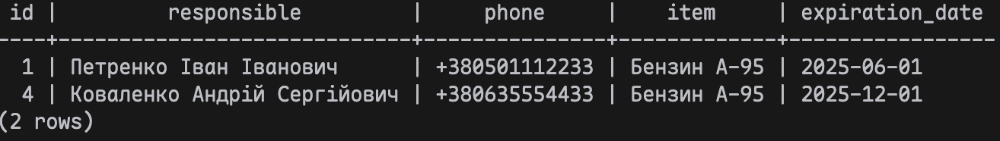 id |         responsible         |     phone     |    item     | expiration_date
----+-----------------------------+---------------+-------------+-----------------
  1 | Петренко Іван Іванович      | +380501112233 | Бензин А-95 | 2025-06-01
  4 | Коваленко Андрій Сергійович | +380635554433 | Бензин А-95 | 2025-12-01
(2 rows)